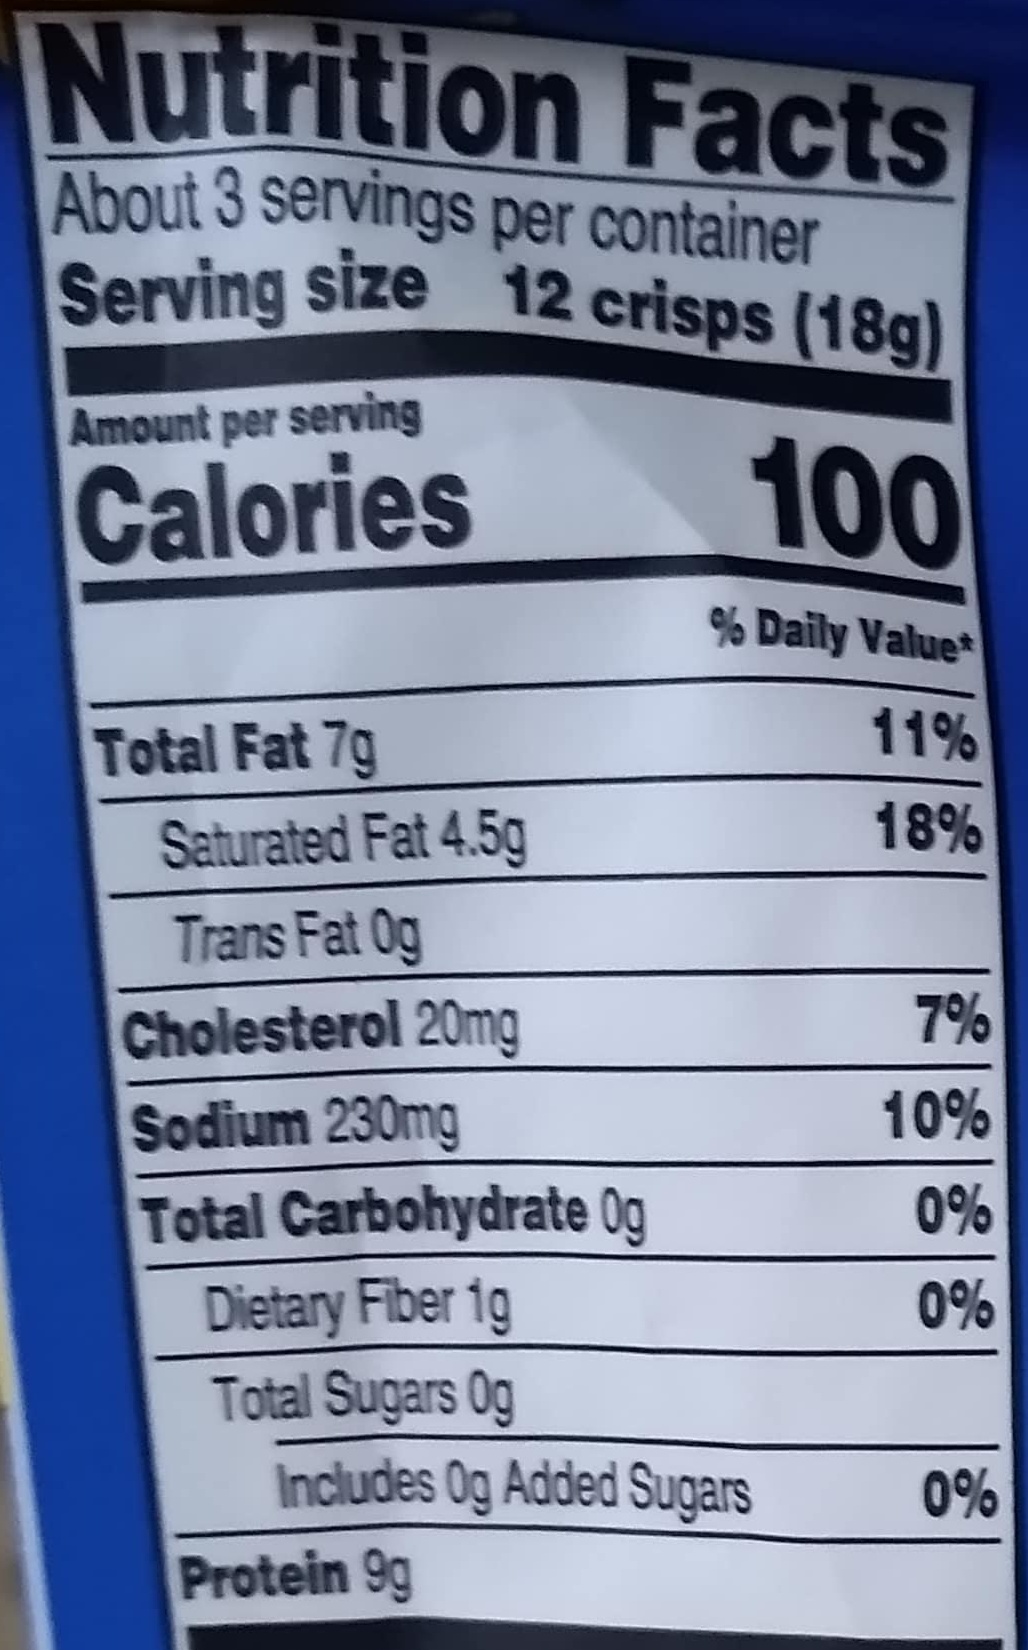 Nutrition Facts
About 3 servings per container
Serving size 12 crisps (18g)
Amount per serving
Calories 100
% Daily Value*
Total Fat 7g 11%
Saturated Fat 4.5g 18%
Trans Fat 0g
Cholesterol 20mg 7%
Sodium 230mg 10%
Total Carbohydrate 0g 0%
Dietary Fiber 1g 0%
Total Sugars 0g
Includes 0g Added Sugars 0%
Protein 9g